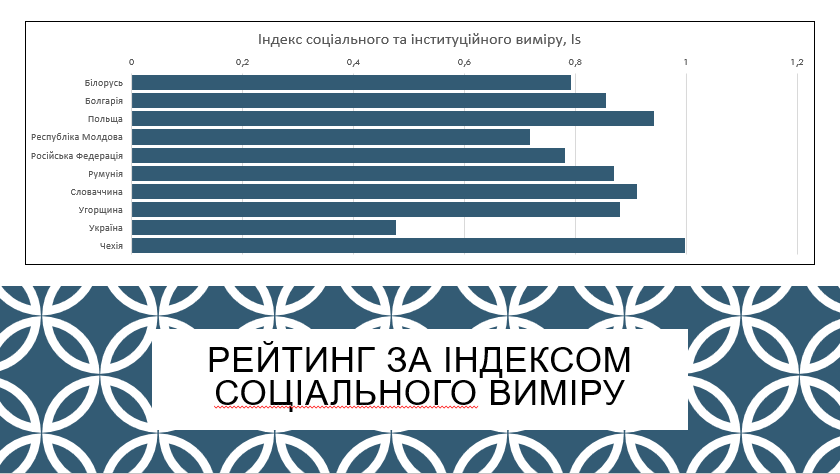 Індекс соціального та інституційного виміру, Is
0 0,2 0,4 0,6 0,8 1 1,2
Білорусь
Болгарія
Польща
Республіка Молдова
Російська Федерація
Румунія
Словаччина
Угорщина
Україна
Чехія
РЕЙТИНГ ЗА ІНДЕКСОМ
СОЦІАЛЬНОГО ВИМІРУ